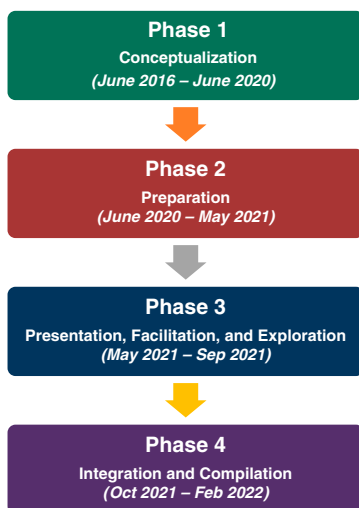 Phase 1
Conceptualization
(June 2016 – June 2020)
Phase 2
Preparation
(June 2020 – May 2021)
Phase 3
Presentation, Facilitation, and Exploration
(May 2021 – Sep 2021)
Phase 4
Integration and Compilation
(Oct 2021 – Feb 2022)